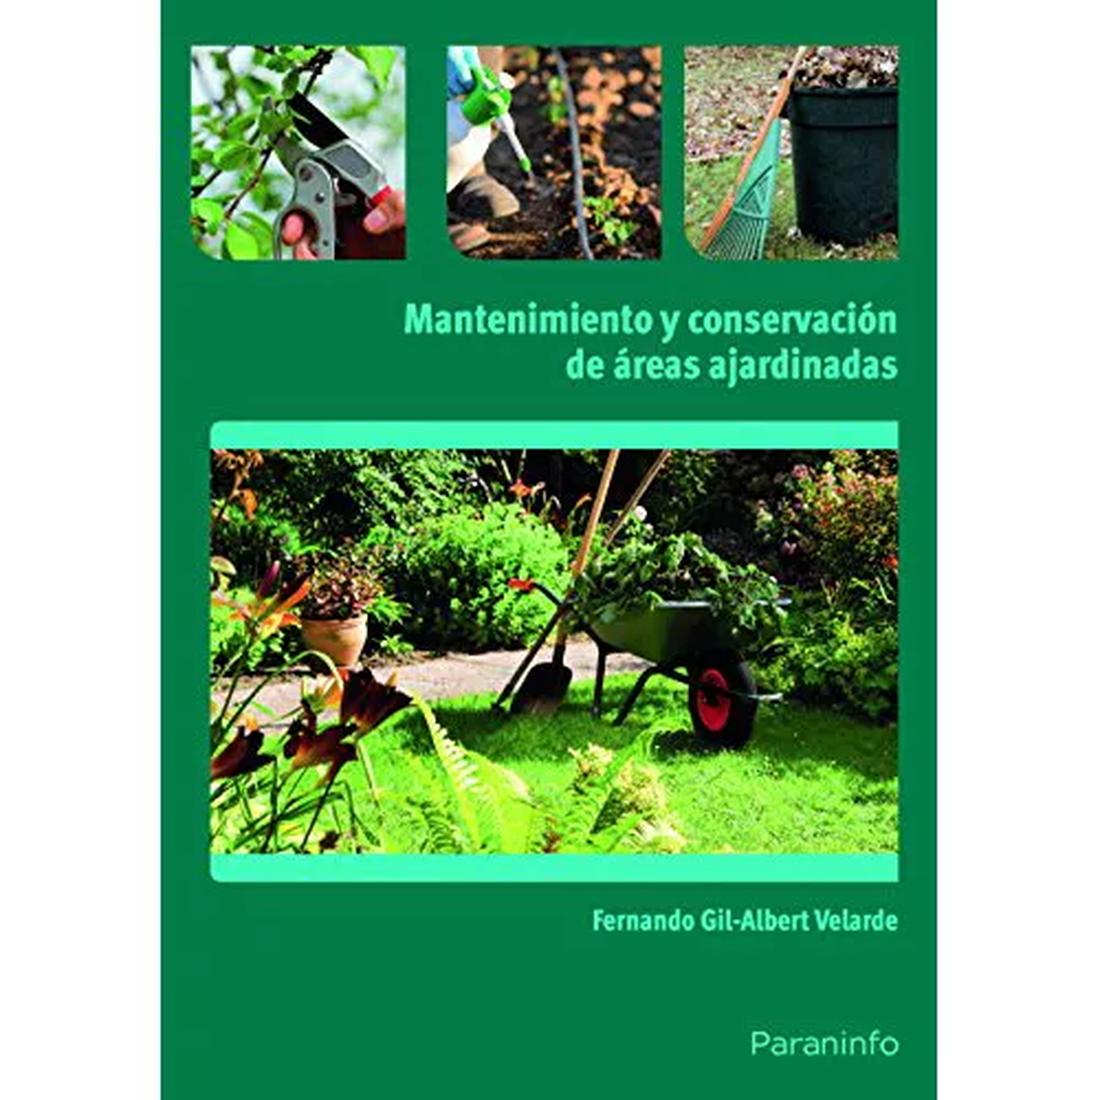 Mantenimiento y conservación
de áreas ajardinadas
Fernando Gil-Albert Velarde
Paraninfo